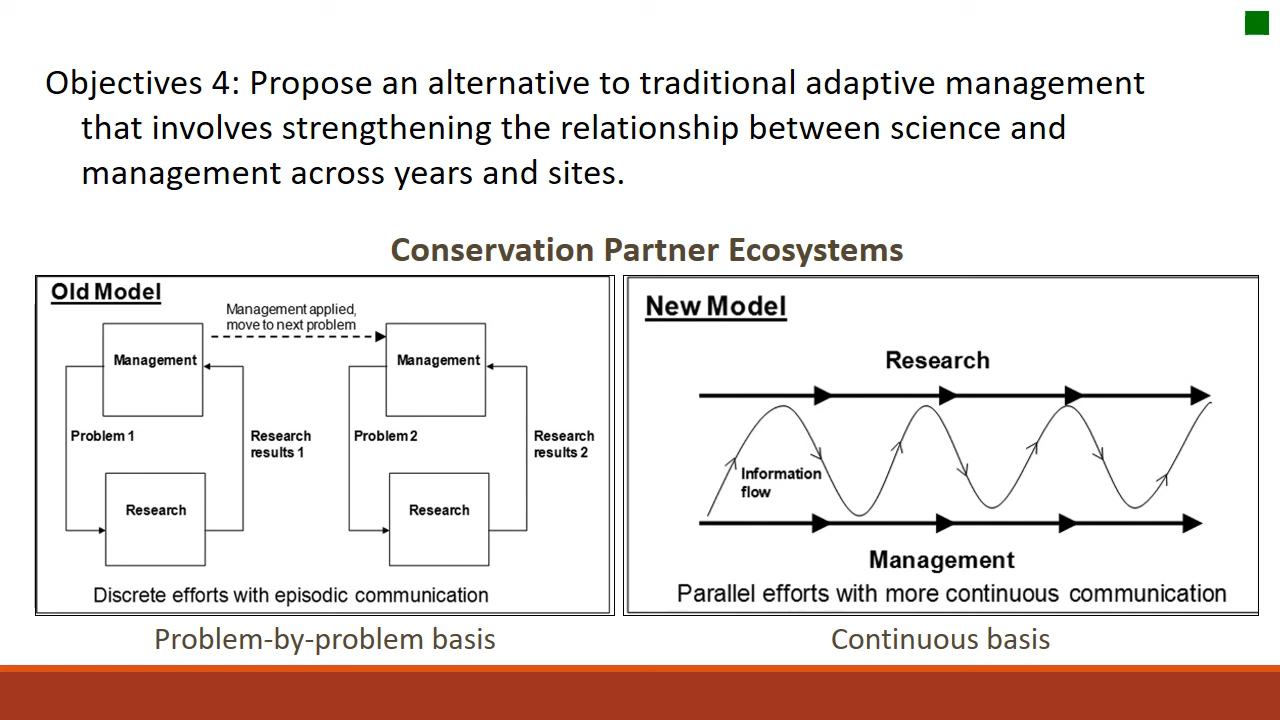 Objectives 4: Propose an alternative to traditional adaptive management
that involves strengthening the relationship between science and
management across years and sites.
Conservation Partner Ecosystems
Old Model
Management applied,
move to next problem
Management
Management
Problem 1
Research
results 1
Problem 2
Research
results 2
Research
Research
Discrete efforts with episodic communication
Problem-by-problem basis
New Model
Research
Information
flow
Management
Parallel efforts with more continuous communication
Continuous basis